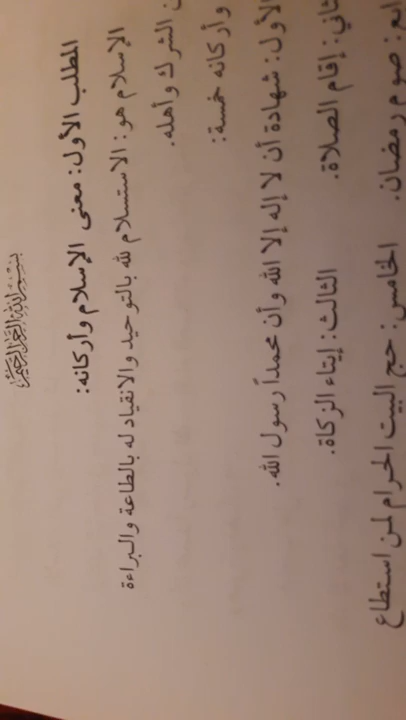 بسم الله الرحمن الرحيم
المطلب الأول: معنى الإسلام وأركانه:
الإسلام هو: الاستسلام لله بالتوحيد والانقياد له بالطاعة والبراءة
الشرك وأهله.
وأركانه خمسة:
الأول: شهادة أن لا إله إلا الله وأن محمداً رسول الله.
إقام الصلاة. الثالث: إيتاء الزكاة.
صوم رمضان. الخامس: حج البيت الحرام لمن استطاع